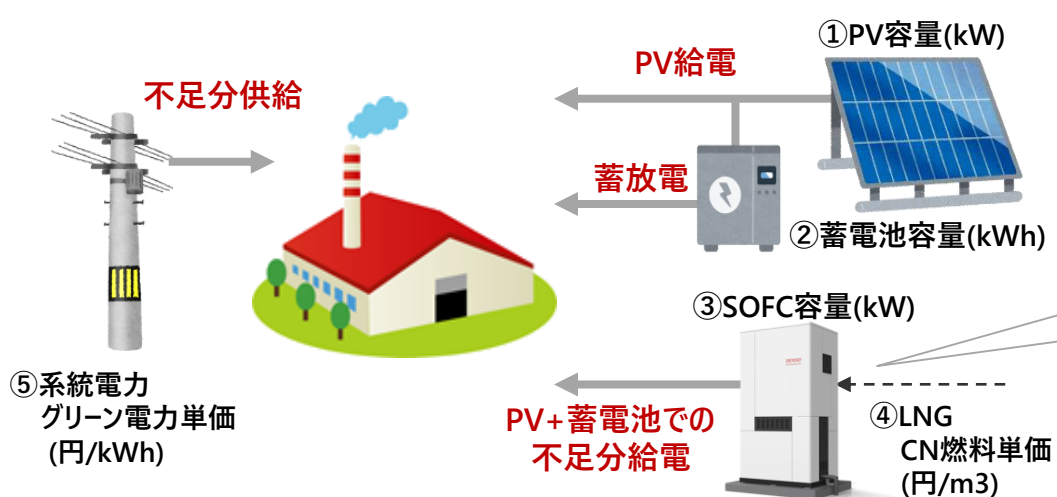 ①PV容量(kW)
PV給電
不足分供給
蓄放電
②蓄電池容量(kWh)
③SOFC容量(kW)
⑤系統電力
グリーン電力単価
(円/kWh)
PV+蓄電池での
不足分給電
④LNG
CN燃料単価
(円/m3)